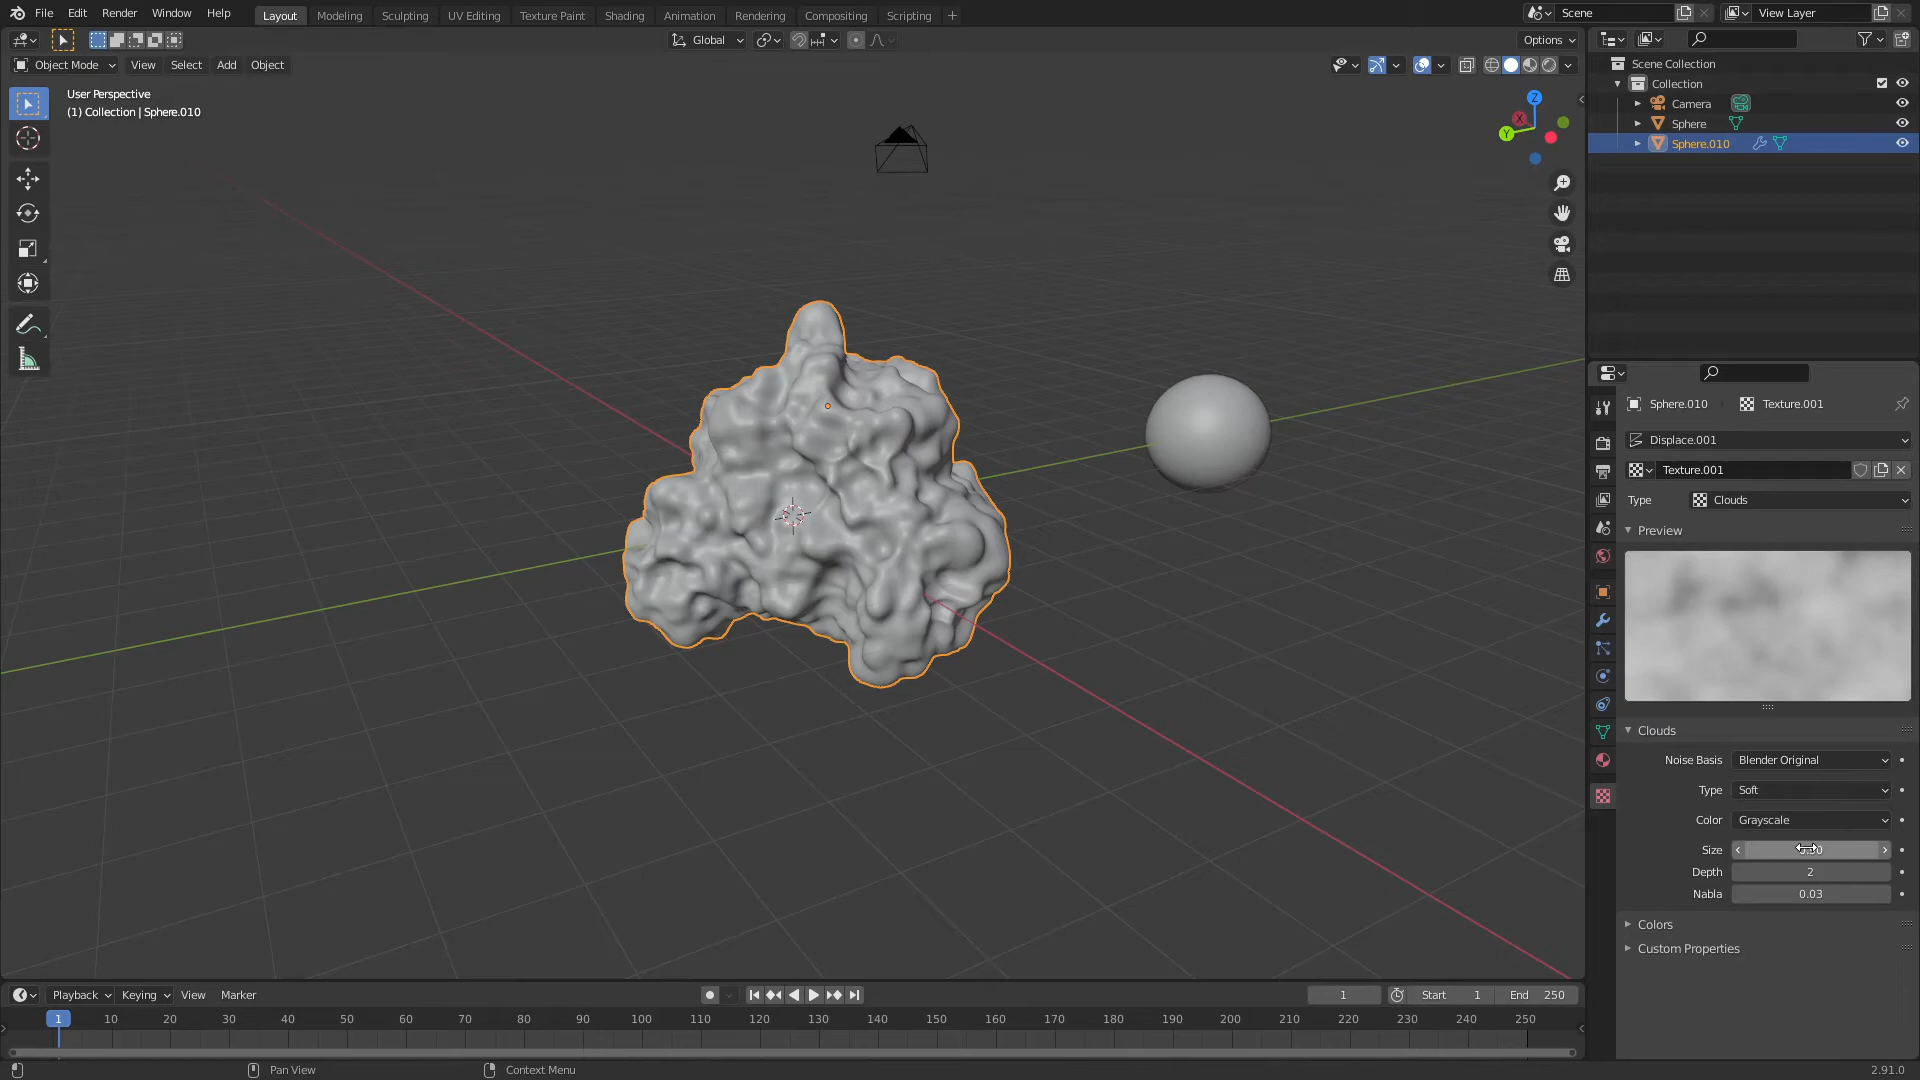 File Edit Render Window Help Layout Modeling Sculpting UV Editing Texture Paint Shading Animation Rendering Compositing Scripting + Scene View Layer
Global Options
Object Mode View Select Add Object
User Perspective
(1) Collection | Sphere.010
Z
X
Y
Scene Collection
Collection
Camera
Sphere
Sphere.010
Sphere.010 Texture.001
Displace.001
Texture.001
Type Clouds
Preview
Clouds
Noise Basis Blender Original
Type Soft
Color Grayscale
Size
Depth 2
Nabla 0.03
Colors
Custom Properties
Playback Keying View Marker 1 Start 1 End 250
1 10 20 30 40 50 60 70 80 90 100 110 120 130 140 150 160 170 180 190 200 210 220 230 240 250
Pan View Context Menu 2.91.0